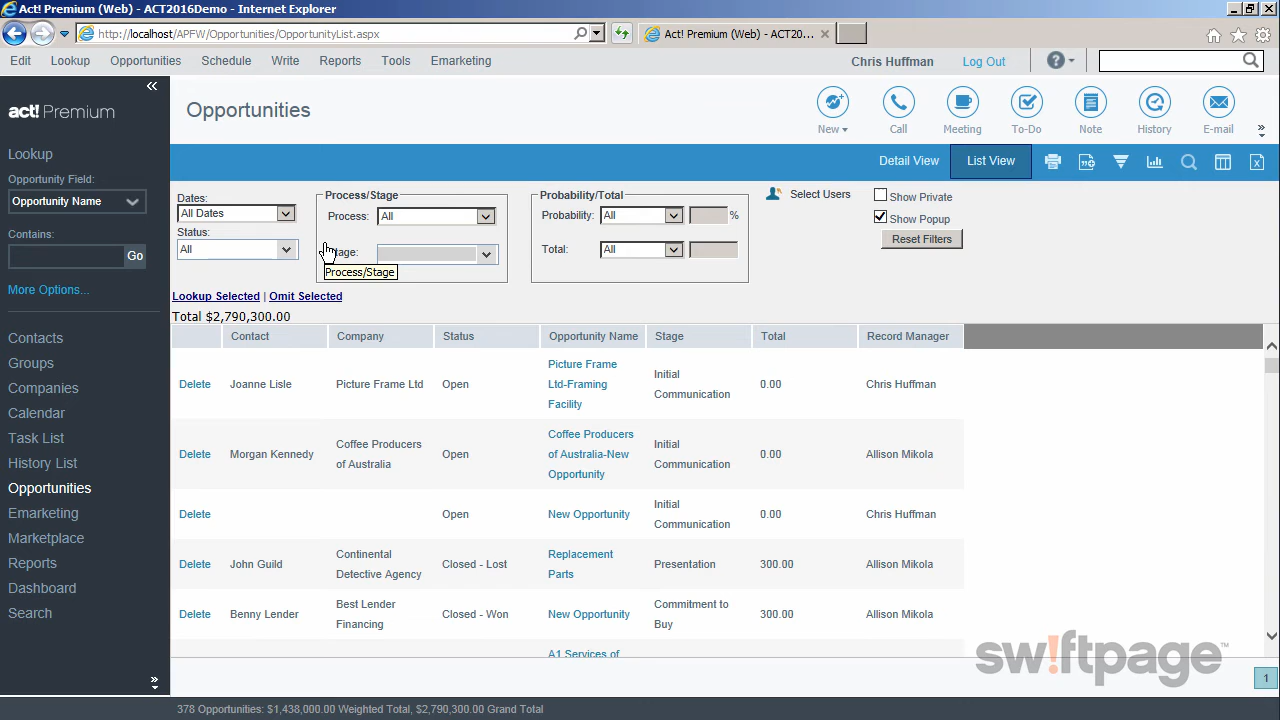 Act! Premium (Web) - ACT2016Demo - Internet Explorer
http://localhost/APFW/Opportunities/OpportunityList.aspx
Act! Premium (Web) - ACT20...
Edit Lookup Opportunities Schedule Write Reports Tools Emarketing
Chris Huffman Log Out
act! Premium
Opportunities
New Call Meeting To-Do Note History E-mail
Detail View List View
Lookup
Opportunity Field:
Opportunity Name
Contains:
Go
More Options...
Contacts
Groups
Companies
Calendar
Task List
History List
Opportunities
Emarketing
Marketplace
Reports
Dashboard
Search
Dates:
All Dates
Status:
All
Process/Stage
Process: All
Stage:
Process/Stage
Probability/Total
Probability: All %
Total: All
Select Users
Show Private
Show Popup
Reset Filters
Lookup Selected | Omit Selected
Total $2,790,300.00
Contact Company Status Opportunity Name Stage Total Record Manager
Delete Joanne Lisle Picture Frame Ltd Open Picture Frame Ltd-Framing Facility Initial Communication 0.00 Chris Huffman
Delete Morgan Kennedy Coffee Producers of Australia Open Coffee Producers of Australia-New Opportunity Initial Communication 0.00 Allison Mikola
Delete Open New Opportunity Initial Communication 0.00 Chris Huffman
Delete John Guild Continental Detective Agency Closed - Lost Replacement Parts Presentation 300.00 Allison Mikola
Delete Benny Lender Best Lender Financing Closed - Won New Opportunity Commitment to Buy 300.00 Allison Mikola
A1 Services of
sw!ftpage
1
378 Opportunities: $1,438,000.00 Weighted Total, $2,790,300.00 Grand Total